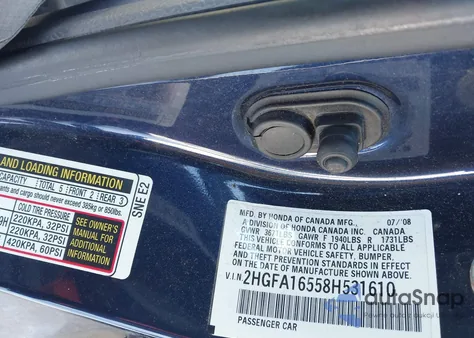 AND LOADING INFORMATION
CAPACITY: TOTAL 5 FRONT 2 REAR 3
ants and cargo should never exceed 385kg or 850lbs.
COLD TIRE PRESSURE
220KPA, 32PSI
220KPA, 32PSI
420KPA, 60PSI
SEE OWNER'S
MANUAL FOR
ADDITIONAL
INFORMATION
SNE E2
MFD. BY HONDA OF CANADA MFG., 07/'08
A DIVISION OF HONDA CANADA INC. CANADA
GVWR 3671LBS GAWR F 1940LBS R 1731LBS
THIS VEHICLE CONFORMS TO ALL APPLICABLE
FEDERAL MOTOR VEHICLE SAFETY, BUMPER,
AND THEFT PREVENTION STANDARDS IN EFFECT
ON THE DATE OF MANUFACTURE SHOWN ABOVE.
V.I.N. 2HGFA16558H531610
PASSENGER CAR
autoSnap